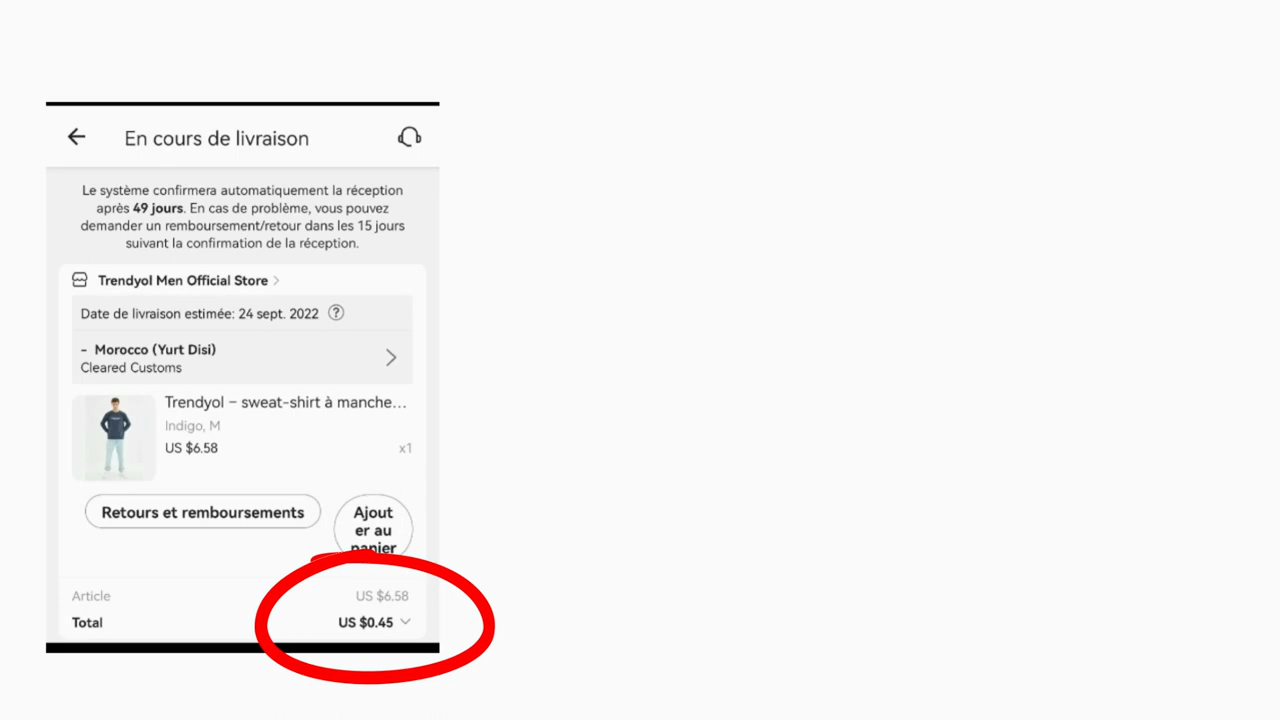 En cours de livraison
Le système confirmera automatiquement la réception
après 49 jours. En cas de problème, vous pouvez
demander un remboursement/retour dans les 15 jours
suivant la confirmation de la réception.
Trendyol Men Official Store >
Date de livraison estimée: 24 sept. 2022 ?
- Morocco (Yurt Disi)
Cleared Customs
Trendyol – sweat-shirt à manche...
Indigo, M
US $6.58 x1
Retours et remboursements
Ajout
er au
panier
Article US $6.58
Total US $0.45